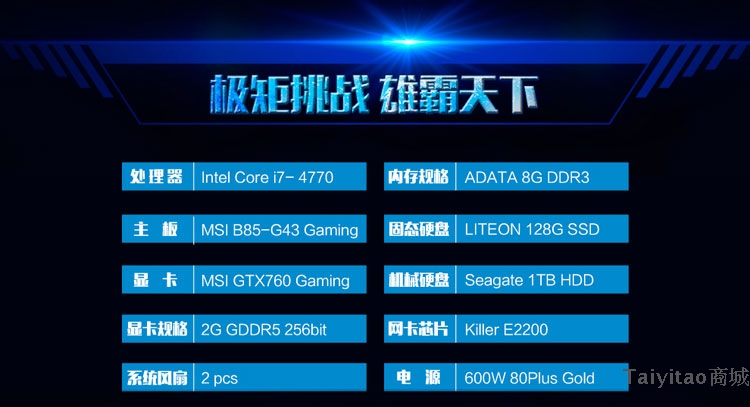 极矩挑战 雄霸天下
处理器 Intel Core i7- 4770 内存规格 ADATA 8G DDR3
主 板 MSI B85-G43 Gaming 固态硬盘 LITEON 128G SSD
显 卡 MSI GTX760 Gaming 机械硬盘 Seagate 1TB HDD
显卡规格 2G GDDR5 256bit 网卡芯片 Killer E2200
系统风扇 2 pcs 电 源 600W 80Plus Gold
Taiyitao商城